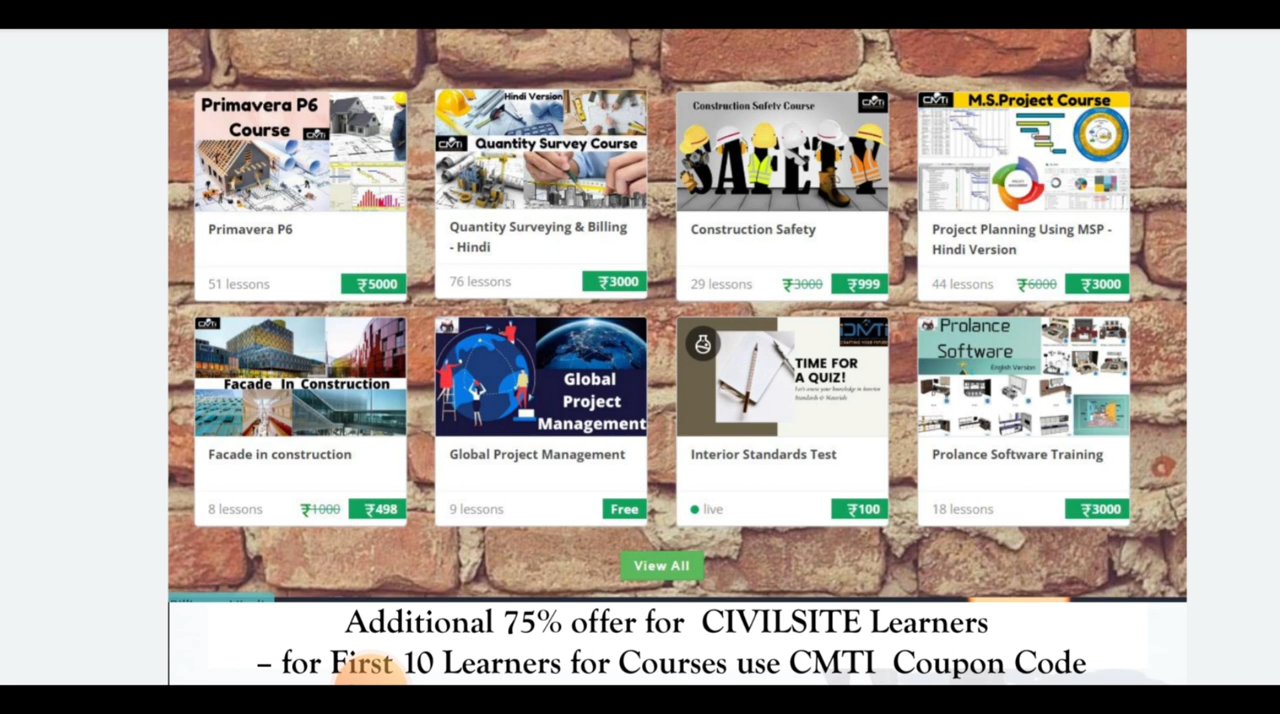 Primavera P6
Course
CMTi
Primavera P6
51 lessons
₹5000
Hindi Version
CMTi
Quantity Survey Course
Quantity Surveying & Billing
- Hindi
76 lessons
₹3000
Construction Safety Course
CMTi
SAFETY
Construction Safety
29 lessons
₹3000
₹999
CMTi
M.S.Project Course
Project Planning Using MSP -
Hindi Version
44 lessons
₹6000
₹3000
CMTi
Facade In Construction
Facade in construction
8 lessons
₹1000
₹498
Global
Project
Management
Global Project Management
9 lessons
Free
TIME FOR
A QUIZ!
Interior Standards Test
live
₹100
Prolance
Software
English Version
Prolance Software Training
18 lessons
₹3000
View All
Additional 75% offer for CIVILSITE Learners
– for First 10 Learners for Courses use CMTI Coupon Code